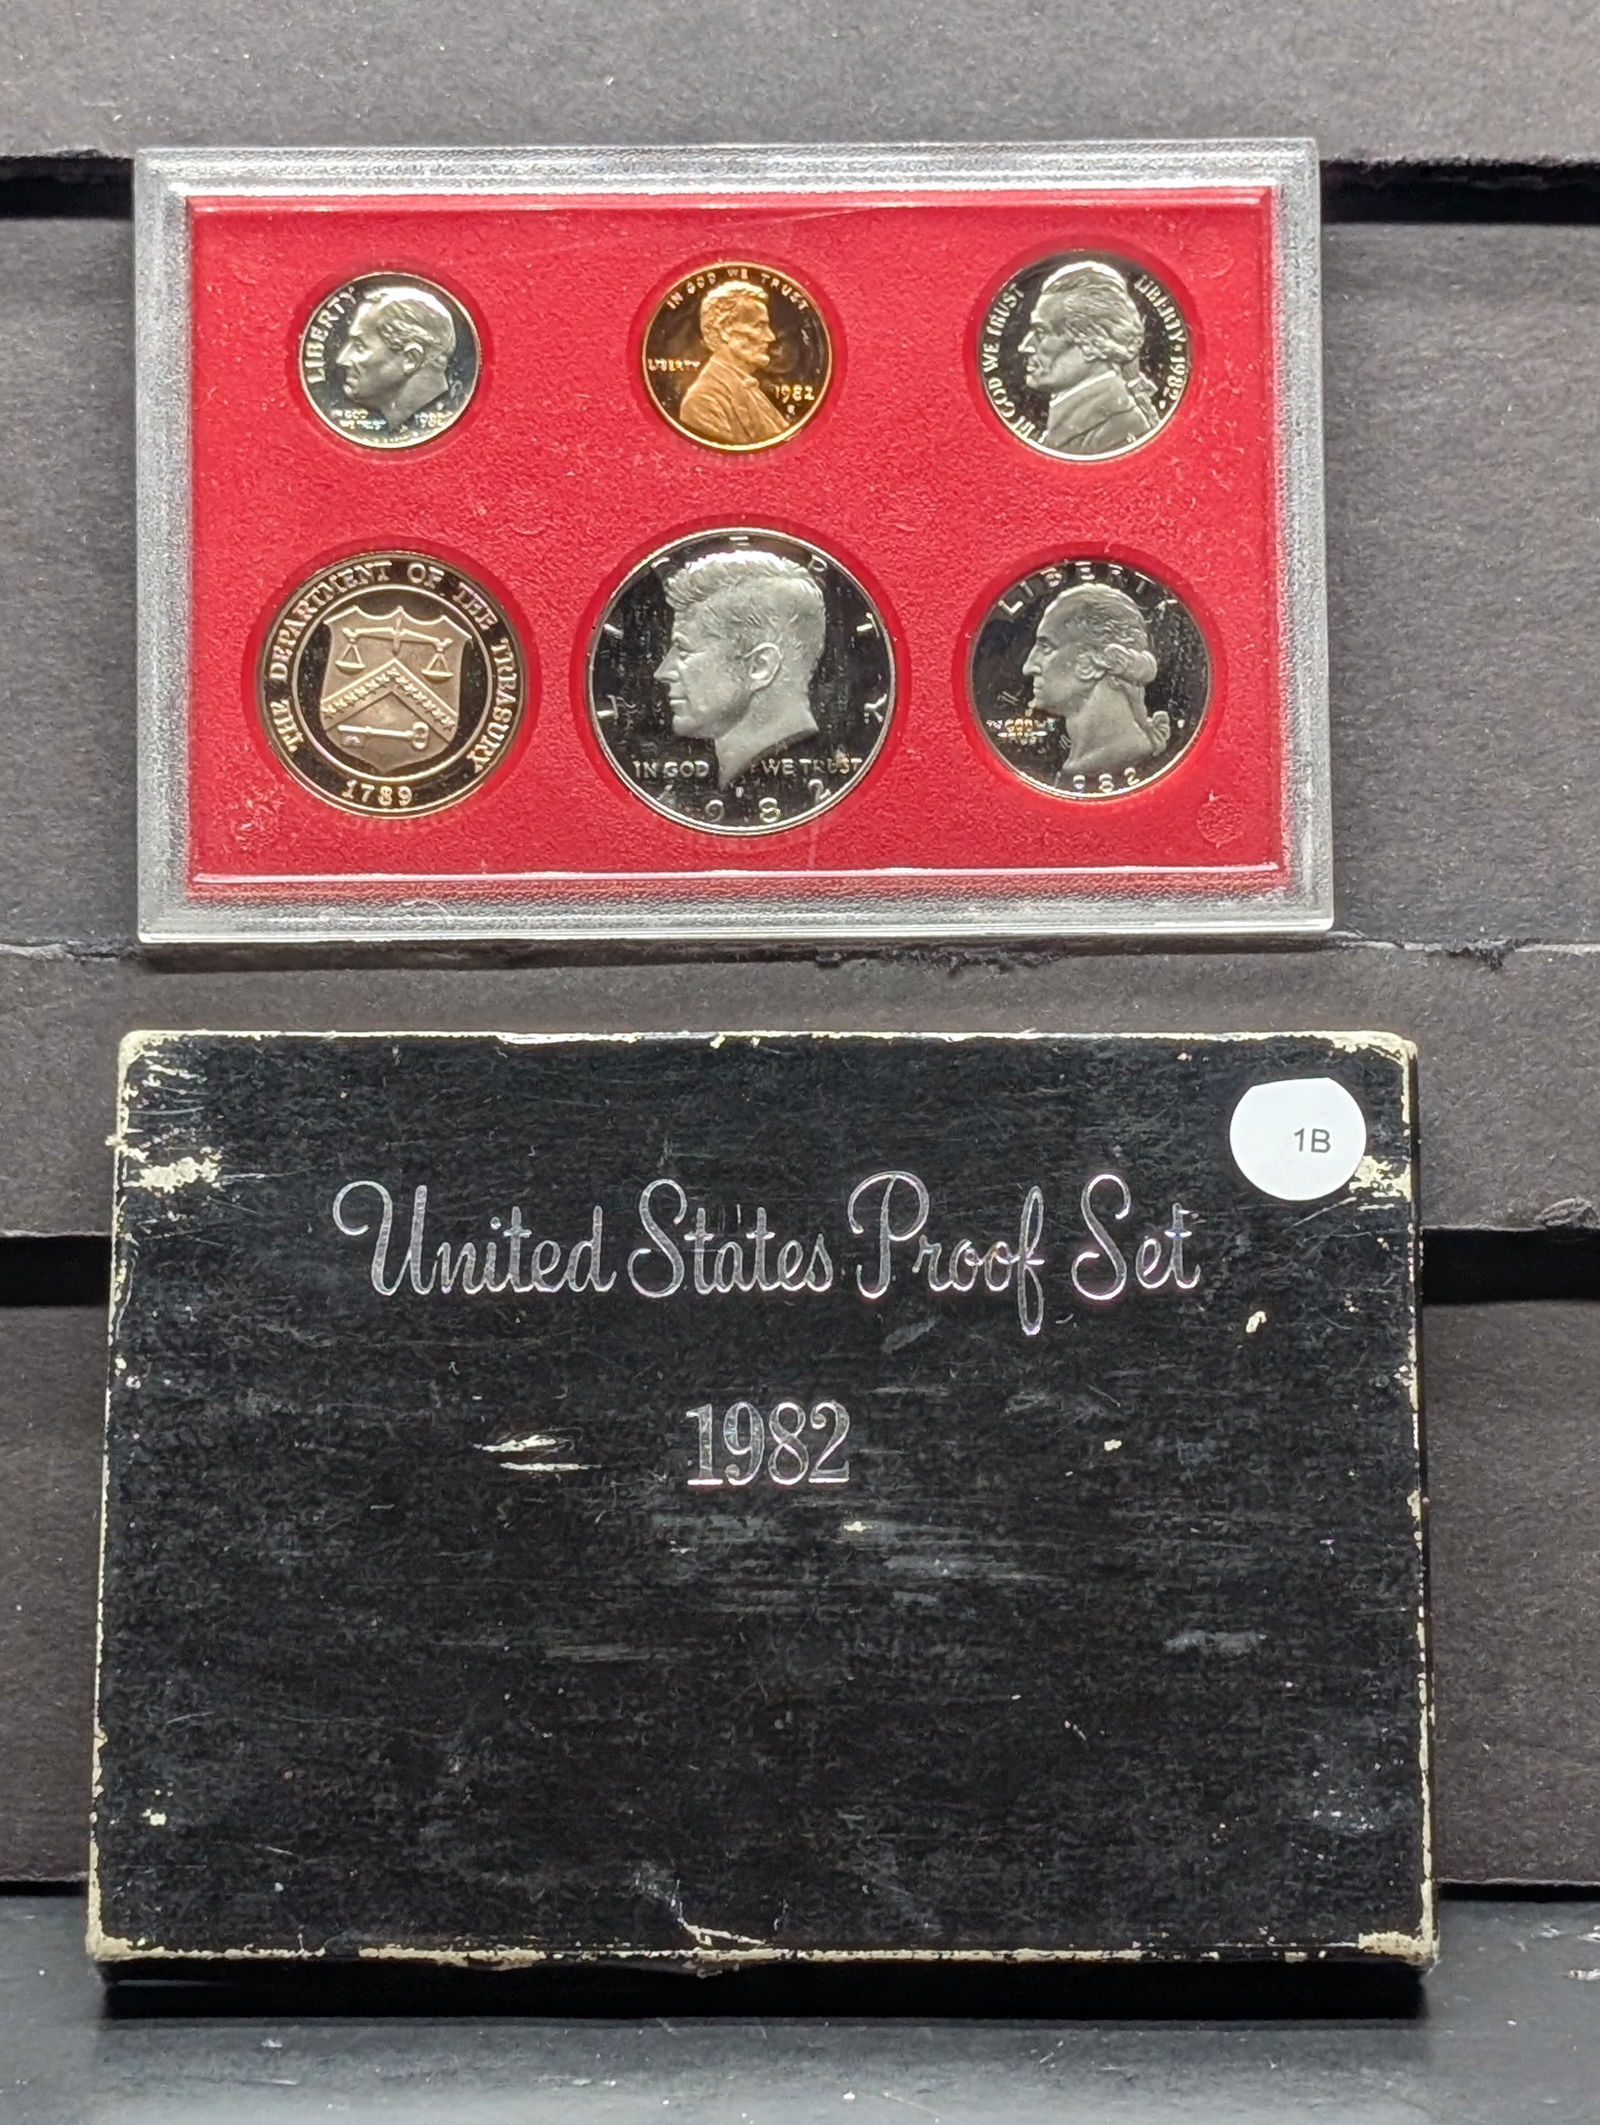 LIBERTY
IN GOD
WE TRUST
1982
IN GOD WE TRUST
LIBERTY
1982
S
IN GOD WE TRUST
LIBERTY · 1982
THE DEPARTMENT OF THE TREASURY
1789
LIBERTY
IN GOD WE TRUST
1982
LIBERTY
IN GOD WE
TRUST
1982
1B
United States Proof Set
1982